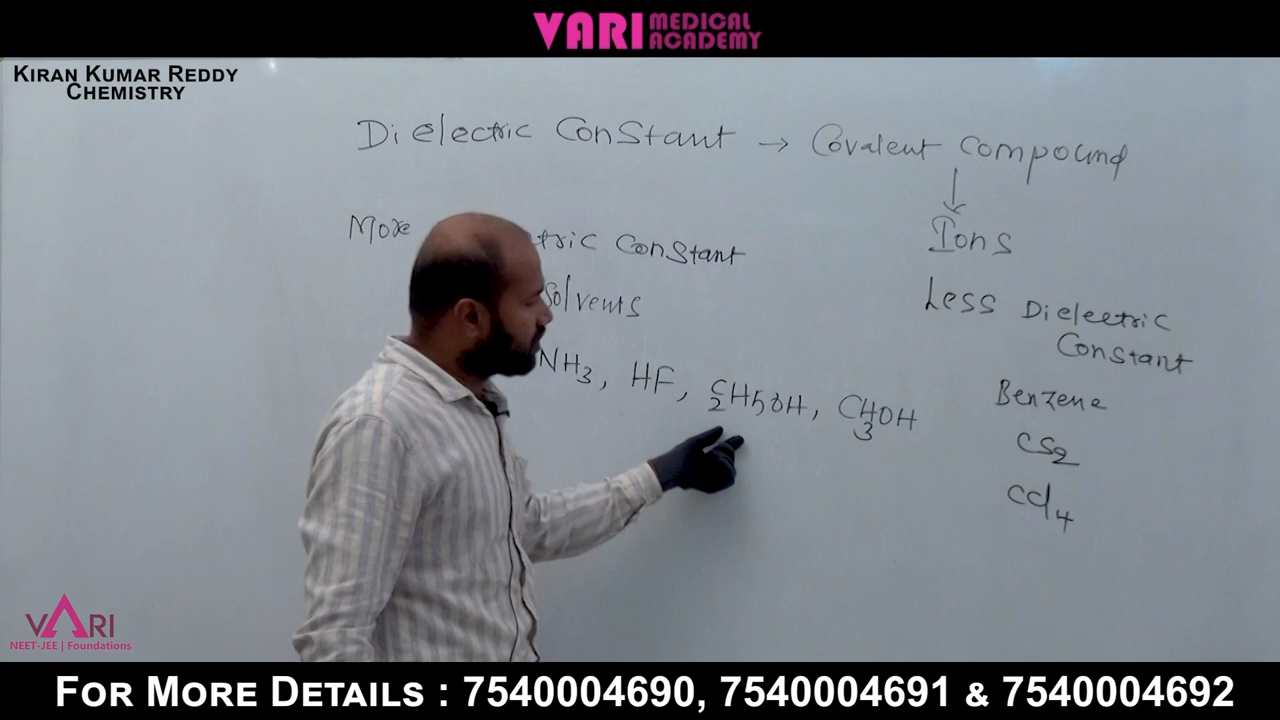 VARI MEDICAL ACADEMY
KIRAN KUMAR REDDY
CHEMISTRY
Dielectric Constant → Covalent Compound
↓
Ions
More tric Constant
Solvents
NH3, HF, C2H5OH, CH3OH
Less Dielectric
Constant
Benzene
CS2
CCl4
VARI
NEET-JEE | Foundations
FOR MORE DETAILS : 7540004690, 7540004691 & 7540004692